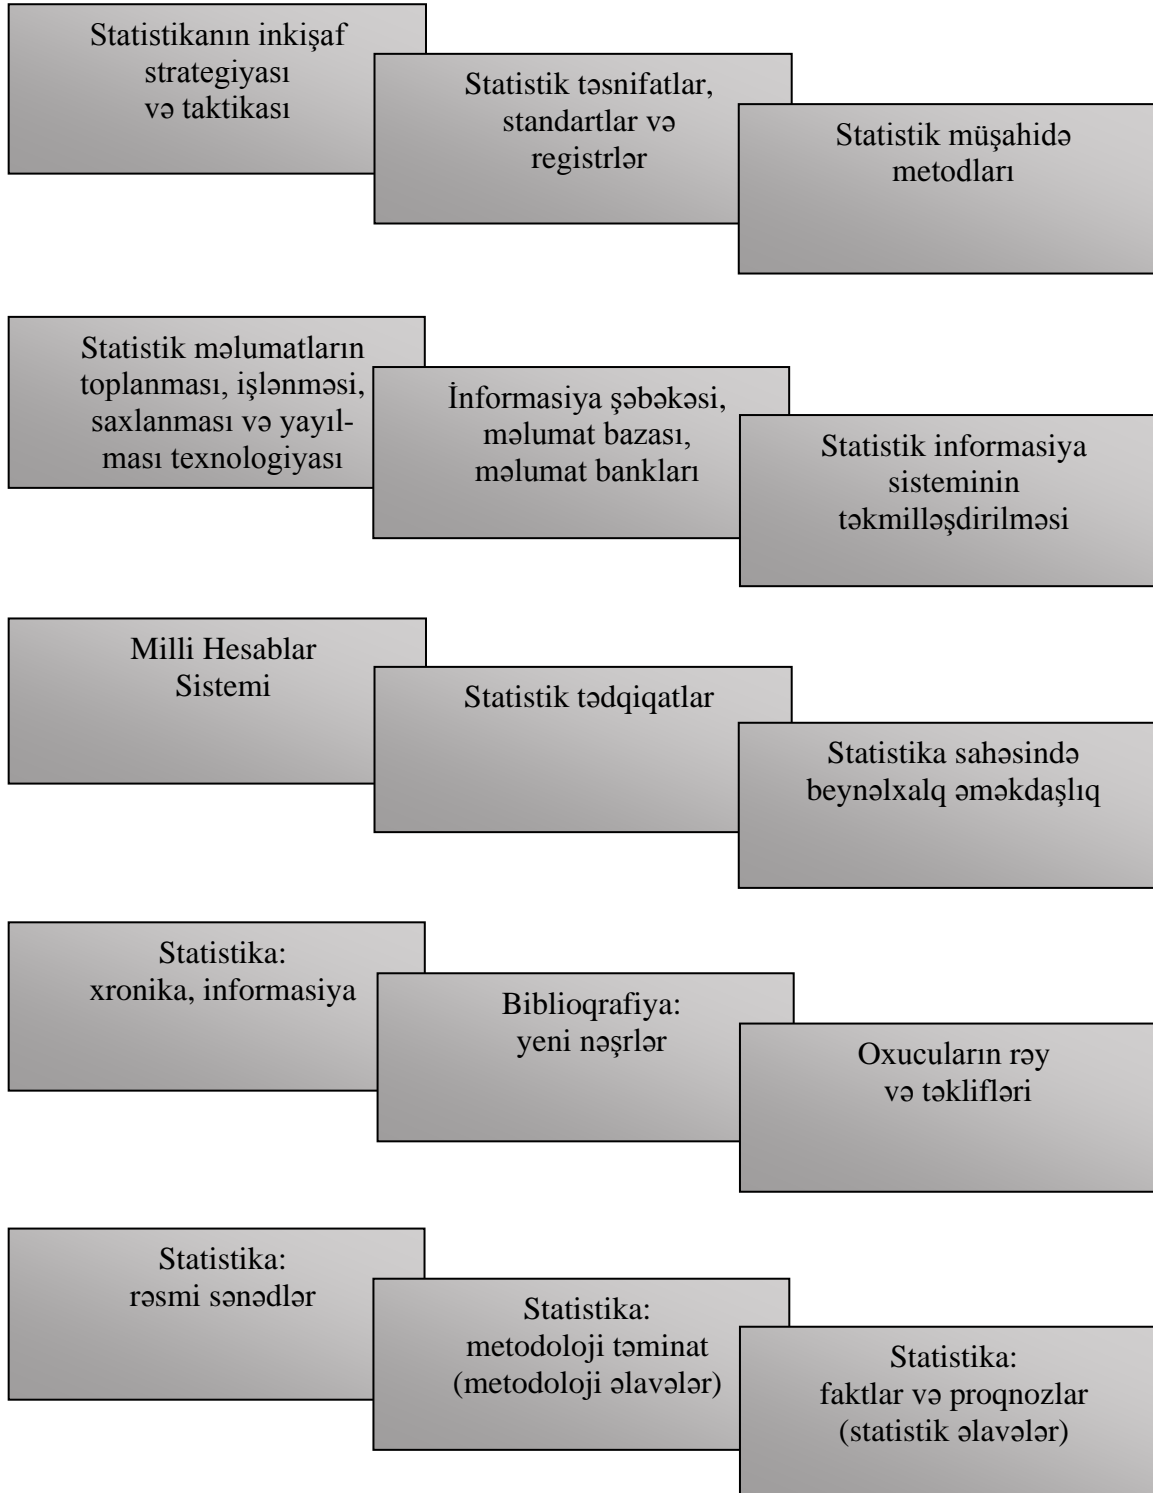 Statistikanın inkişaf
strategiyası
və taktikası
Statistik təsnifatlar,
standartlar və
registrlər
Statistik müşahidə
metodları
Statistik məlumatların
toplanması, işlənməsi,
saxlanması və yayıl-
ması texnologiyası
İnformasiya şəbəkəsi,
məlumat bazası,
məlumat bankları
Statistik informasiya
sisteminin
təkmilləşdirilməsi
Milli Hesablar
Sistemi
Statistik tədqiqatlar
Statistika sahəsində
beynəlxalq əməkdaşlıq
Statistika:
xronika, informasiya
Biblioqrafiya:
yeni nəşrlər
Oxucuların rəy
və təklifləri
Statistika:
rəsmi sənədlər
Statistika:
metodoloji təminat
(metodoloji əlavələr)
Statistika:
faktlar və proqnozlar
(statistik əlavələr)